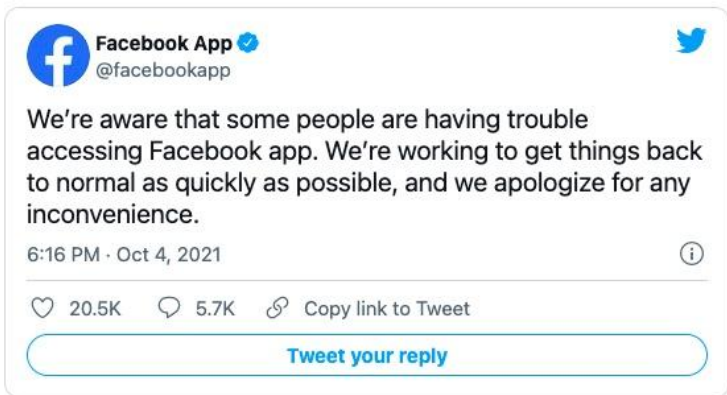 Facebook App
@facebookapp
We're aware that some people are having trouble
accessing Facebook app. We're working to get things back
to normal as quickly as possible, and we apologize for any
inconvenience.
6:16 PM · Oct 4, 2021
20.5K 5.7K Copy link to Tweet
Tweet your reply